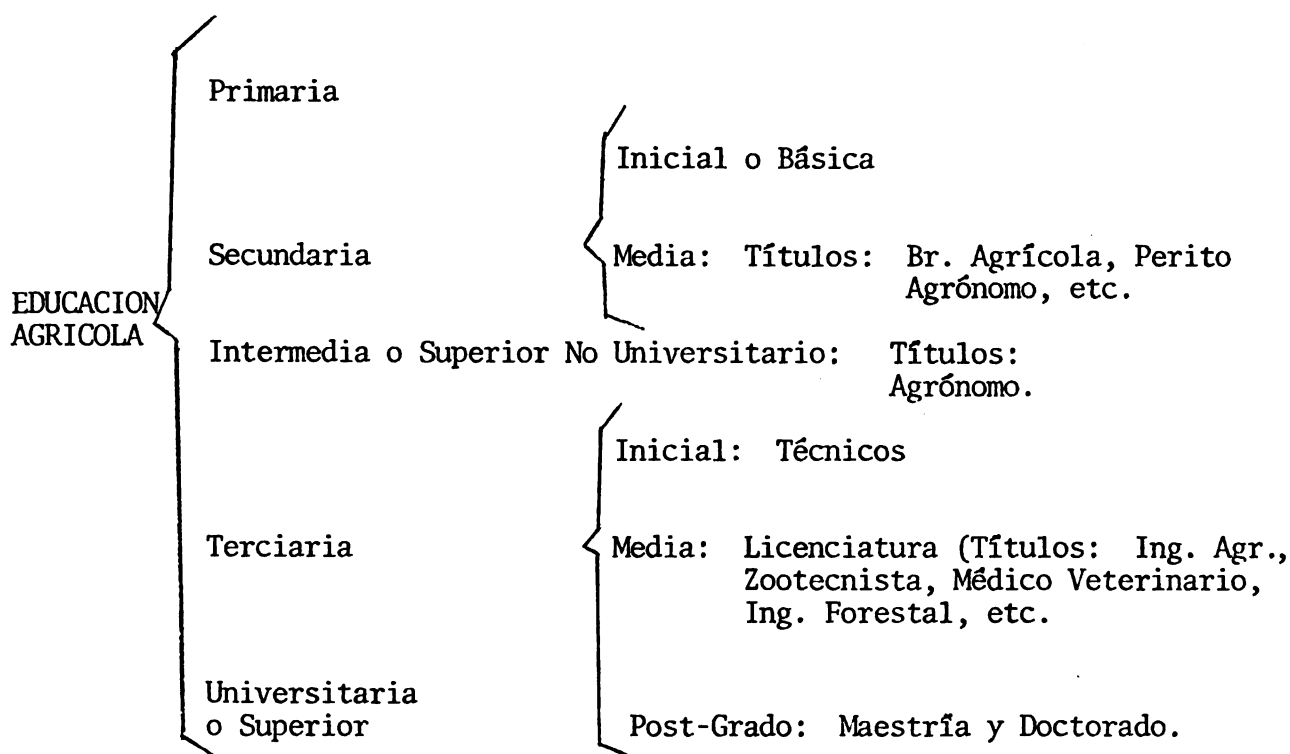 Primaria
Inicial o Básica
Secundaria
Media: Títulos: Br. Agrícola, Perito
Agrónomo, etc.
EDUCACION
AGRICOLA
Intermedia o Superior No Universitario: Títulos:
Agrónomo.
Inicial: Técnicos
Terciaria
Media: Licenciatura (Títulos: Ing. Agr.,
Zootecnista, Médico Veterinario,
Ing. Forestal, etc.
Universitaria
o Superior
Post-Grado: Maestría y Doctorado.